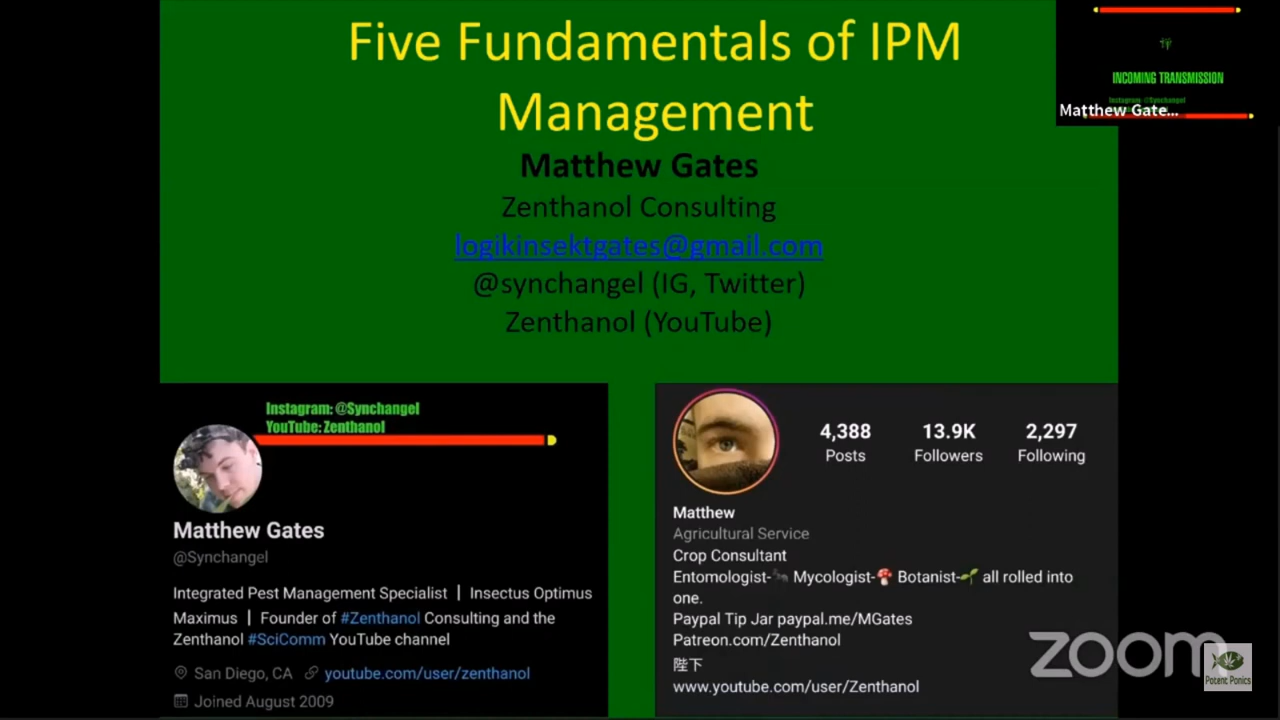 Five Fundamentals of IPM
Management
Matthew Gates
Zenthanol Consulting
logikinsektgates@gmail.com
@synchangel (IG, Twitter)
Zenthanol (YouTube)
INCOMING TRANSMISSION
Instagram: @Synchangel
Matthew Gate...
Instagram: @Synchangel
YouTube: Zenthanol
Matthew Gates
@Synchangel
Integrated Pest Management Specialist | Insectus Optimus
Maximus | Founder of #Zenthanol Consulting and the
Zenthanol #SciComm YouTube channel
San Diego, CA youtube.com/user/zenthanol
Joined August 2009
4,388 13.9K 2,297
Posts Followers Following
Matthew
Agricultural Service
Crop Consultant
Entomologist-🐜 Mycologist-🍄 Botanist-🌱 all rolled into
one.
Paypal Tip Jar paypal.me/MGates
Patreon.com/Zenthanol
陛下
www.youtube.com/user/Zenthanol
zoom
Potent Ponics